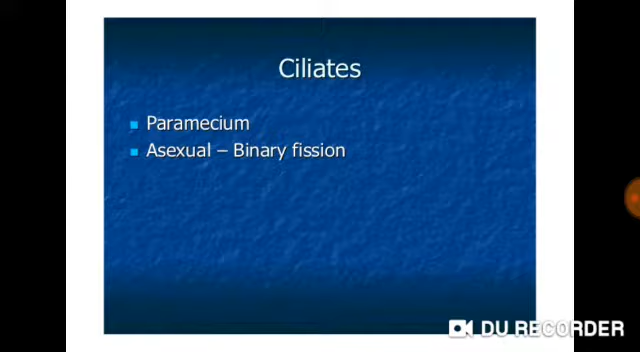 Ciliates
Paramecium
Asexual – Binary fission
DU RECORDER